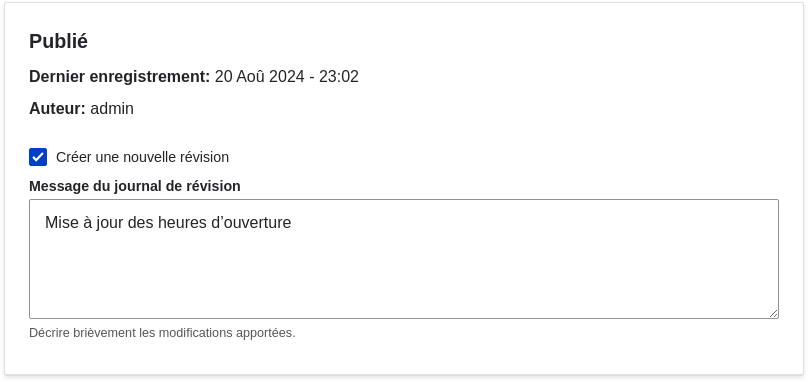 Publié
Dernier enregistrement: 20 Aoû 2024 - 23:02
Auteur: admin
Créer une nouvelle révision
Message du journal de révision
Mise à jour des heures d’ouverture
Décrire brièvement les modifications apportées.